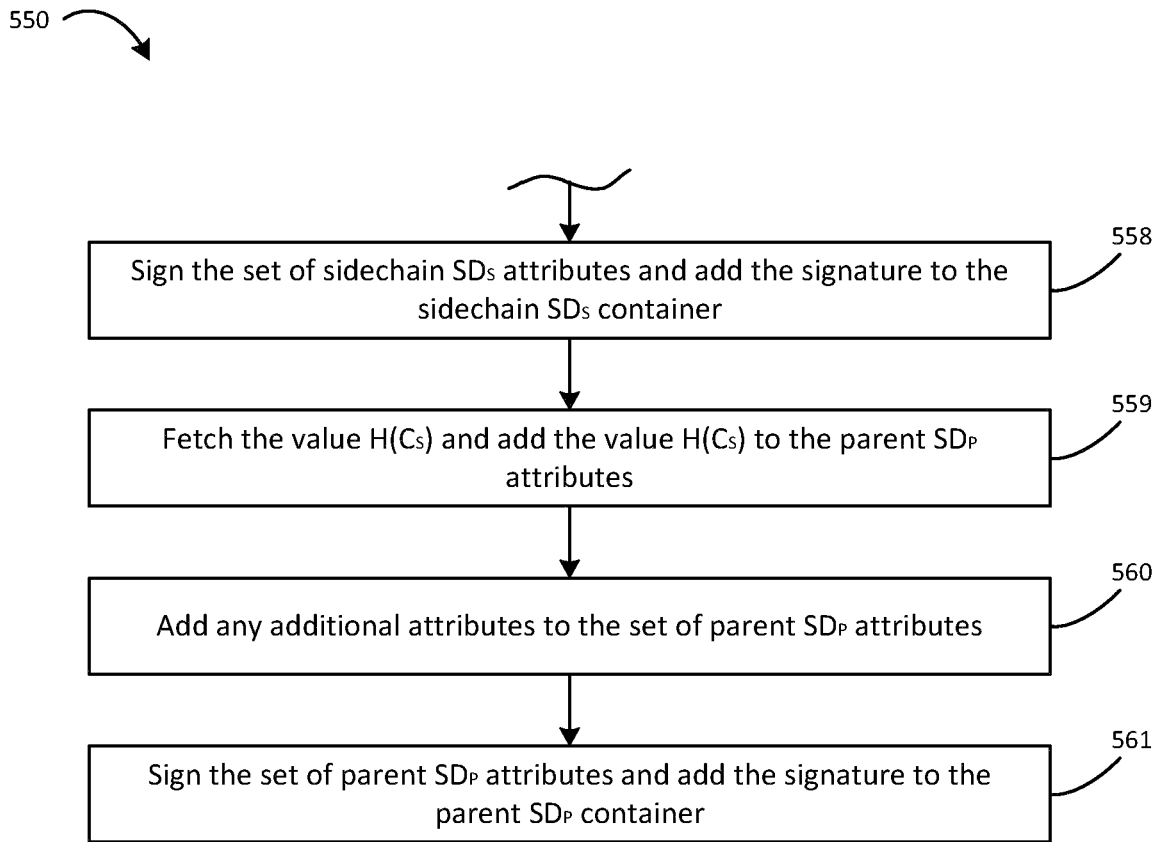 550
558
Sign the set of sidechain SDS attributes and add the signature to the
sidechain SDS container
559
Fetch the value H(CS) and add the value H(CS) to the parent SDP
attributes
560
Add any additional attributes to the set of parent SDP attributes
561
Sign the set of parent SDP attributes and add the signature to the
parent SDP container